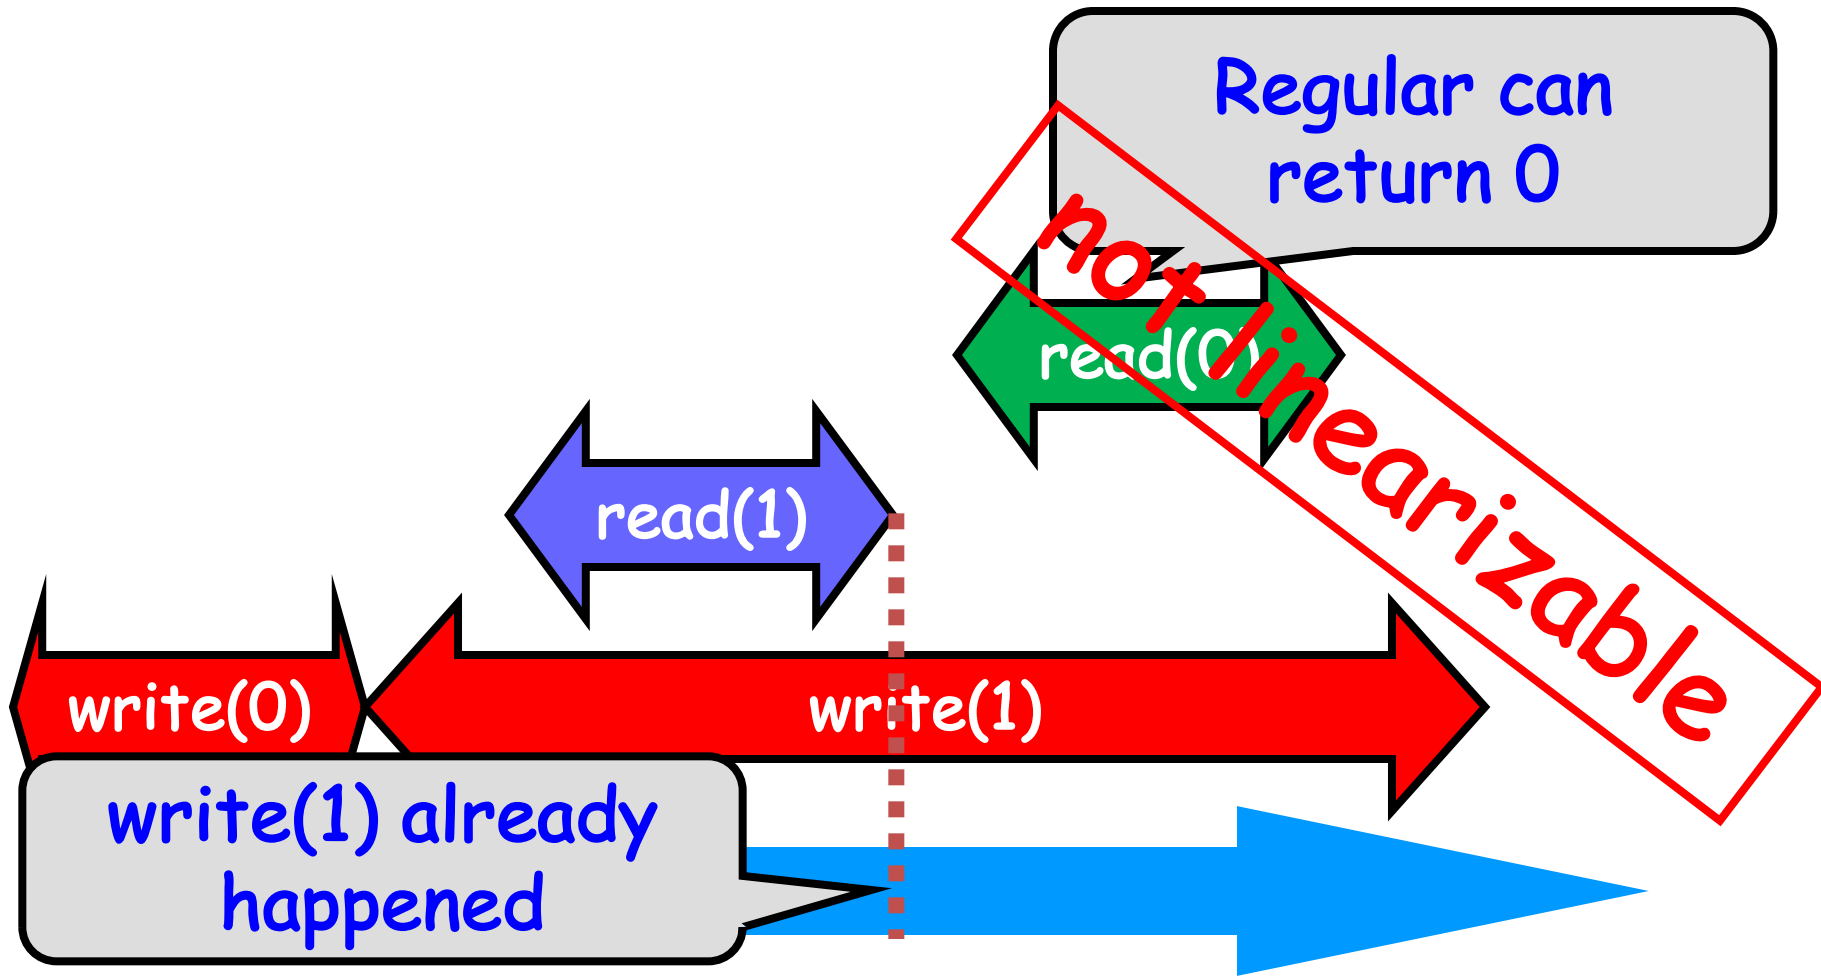 Regular can
return 0
not linearizable
read(0)
read(1)
write(0)
write(1)
write(1) already
happened